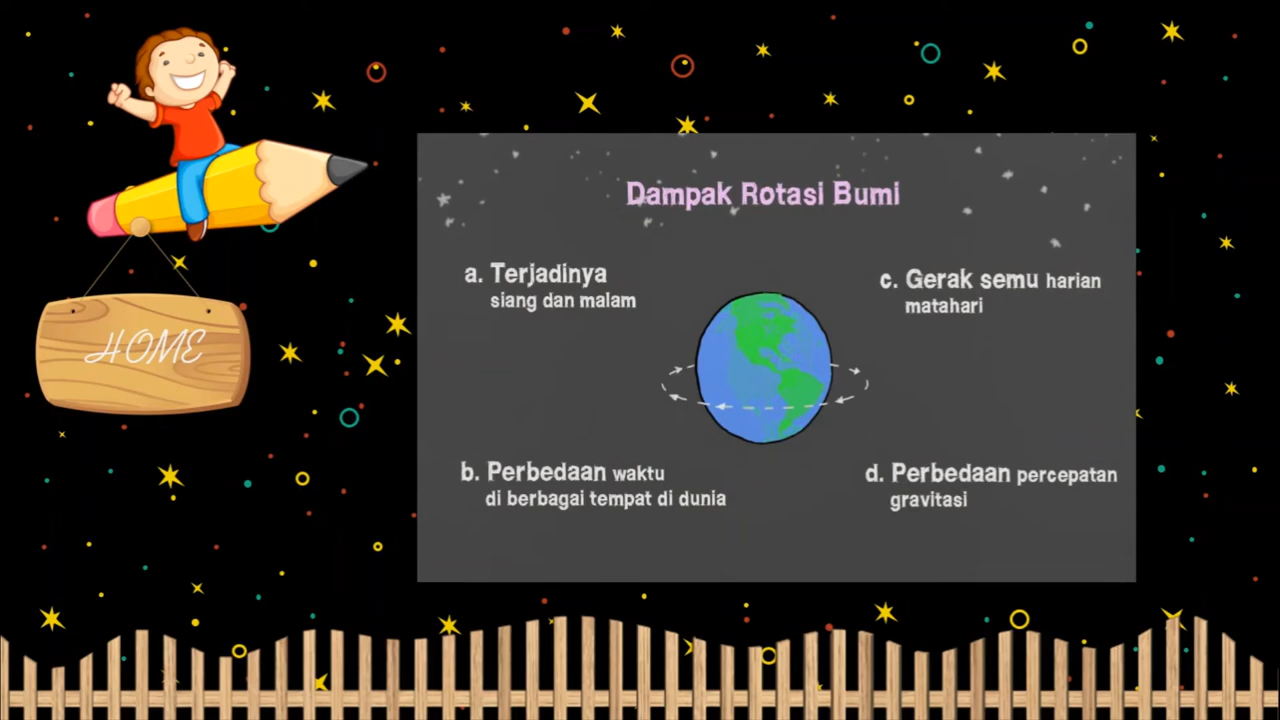 HOME
Dampak Rotasi Bumi
a. Terjadinya
siang dan malam
b. Perbedaan waktu
di berbagai tempat di dunia
c. Gerak semu harian
matahari
d. Perbedaan percepatan
gravitasi